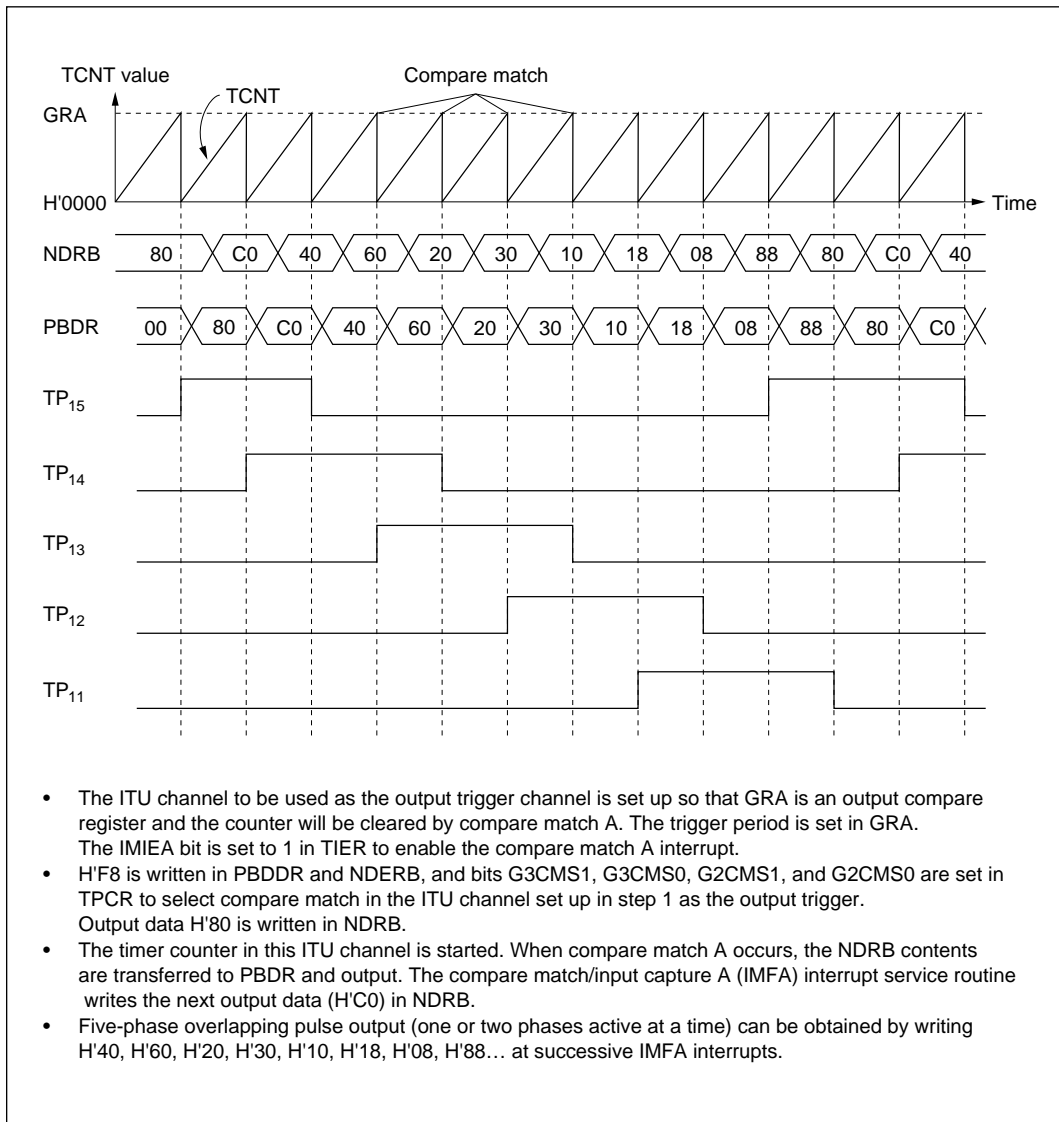 TCNT value
Compare match
TCNT
GRA
H'0000
Time
NDRB 80 C0 40 60 20 30 10 18 08 88 80 C0 40
PBDR 00 80 C0 40 60 20 30 10 18 08 88 80 C0
TP15
TP14
TP13
TP12
TP11
• The ITU channel to be used as the output trigger channel is set up so that GRA is an output compare
register and the counter will be cleared by compare match A. The trigger period is set in GRA.
The IMIEA bit is set to 1 in TIER to enable the compare match A interrupt.
• H'F8 is written in PBDDR and NDERB, and bits G3CMS1, G3CMS0, G2CMS1, and G2CMS0 are set in
TPCR to select compare match in the ITU channel set up in step 1 as the output trigger.
Output data H'80 is written in NDRB.
• The timer counter in this ITU channel is started. When compare match A occurs, the NDRB contents
are transferred to PBDR and output. The compare match/input capture A (IMFA) interrupt service routine
writes the next output data (H'C0) in NDRB.
• Five-phase overlapping pulse output (one or two phases active at a time) can be obtained by writing
H'40, H'60, H'20, H'30, H'10, H'18, H'08, H'88… at successive IMFA interrupts.